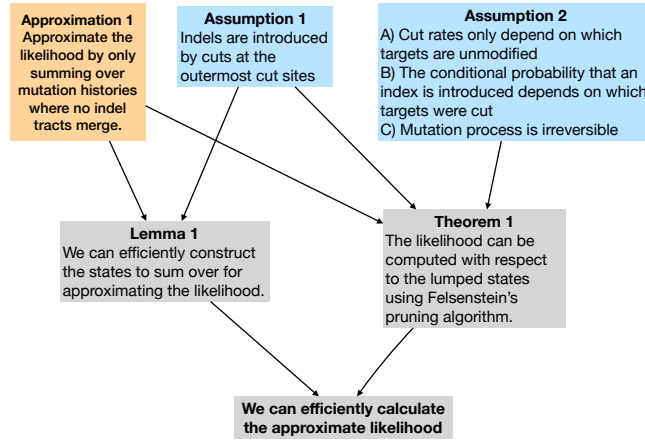 Approximation 1
Approximate the
likelihood by only
summing over
mutation histories
where no indel
tracts merge.
Assumption 1
Indels are introduced
by cuts at the
outermost cut sites
Assumption 2
A) Cut rates only depend on which
targets are unmodified
B) The conditional probability that an
index is introduced depends on which
targets were cut
C) Mutation process is irreversible
Lemma 1
We can efficiently construct
the states to sum over for
approximating the likelihood.
Theorem 1
The likelihood can be
computed with respect
to the lumped states
using Felsenstein’s
pruning algorithm.
We can efficiently calculate
the approximate likelihood